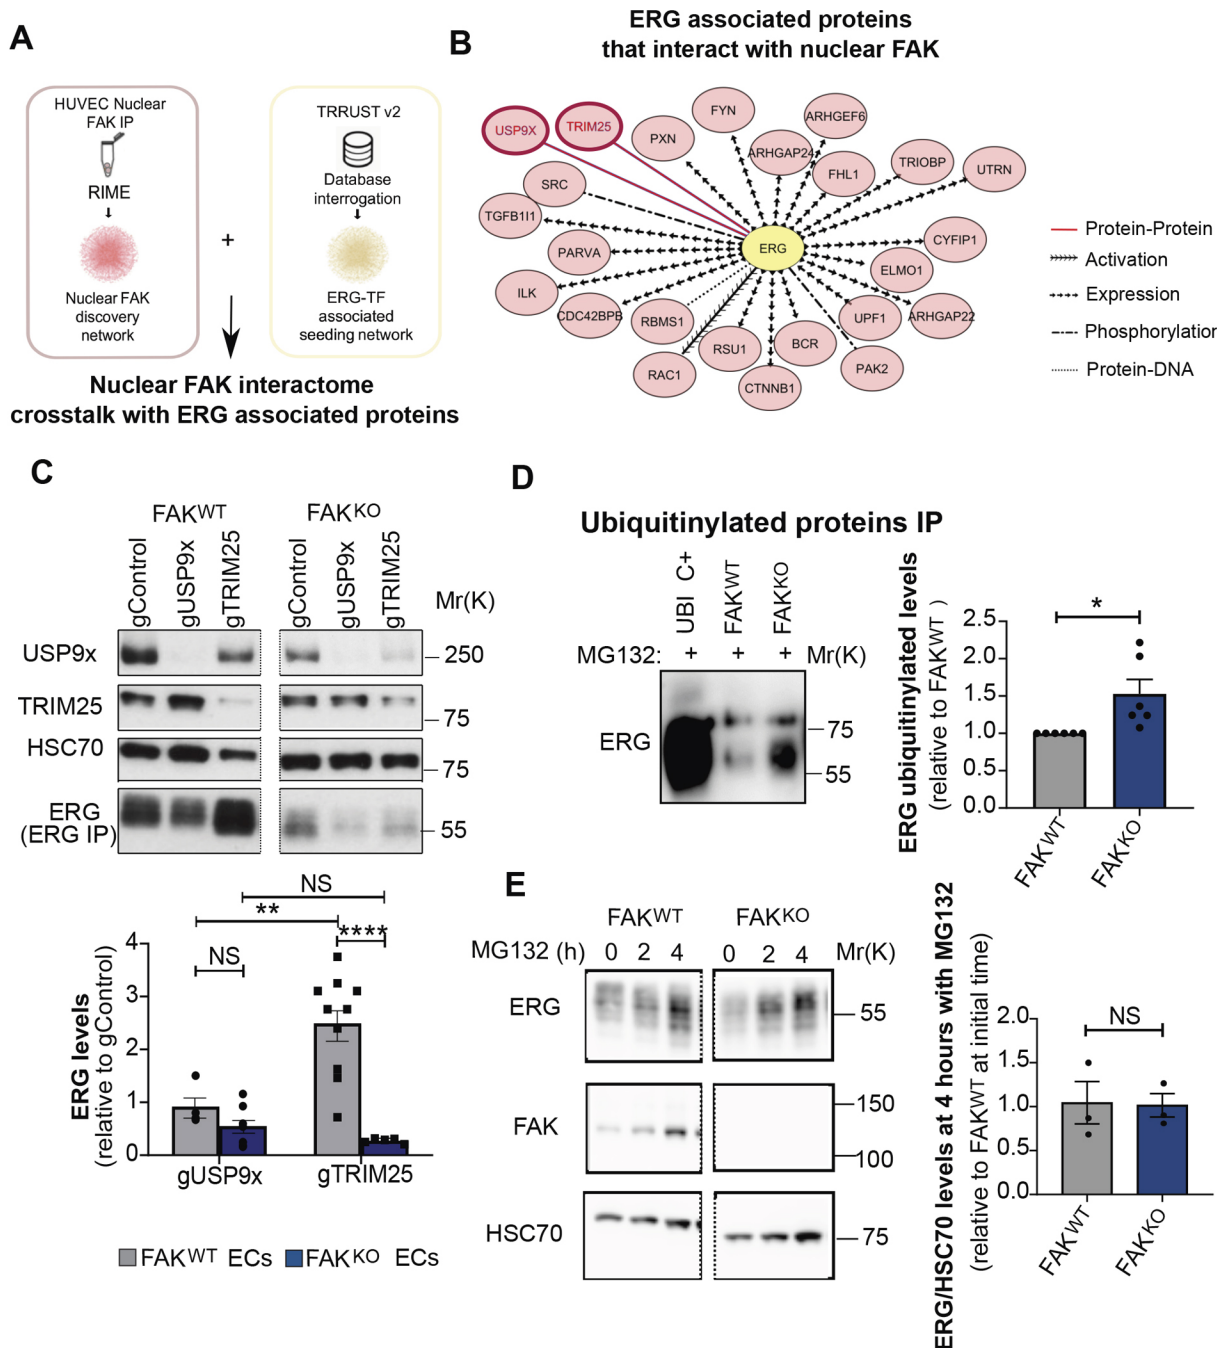 A
HUVEC Nuclear
FAK IP
RIME
Nuclear FAK
discovery
network
+
TRRUST v2
Database
interrogation
ERG-TF
associated
seeding network
Nuclear FAK interactome
crosstalk with ERG associated proteins
B
ERG associated proteins
that interact with nuclear FAK
USP9X
TRIM25
PXN
FYN
ARHGEF6
ARHGAP24
FHL1
TRIOBP
UTRN
SRC
TGFB1I1
PARVA
ERG
CYFIP1
ELMO1
ILK
CDC42BPB
RBMS1
UPF1
ARHGAP22
RAC1
RSU1
BCR
PAK2
CTNNB1
Protein-Protein
Activation
Expression
Phosphorylation
Protein-DNA
C
FAKWT
FAKKO
gControl
gUSP9x
gTRIM25
gControl
gUSP9x
gTRIM25
Mr(K)
USP9x
250
TRIM25
75
HSC70
75
ERG
(ERG IP)
55
NS
**
****
NS
ERG levels
(relative to gControl)
4
3
2
1
0
gUSP9x
gTRIM25
FAKWT ECs
FAKKO ECs
D
Ubiquitinylated proteins IP
UBI C+
FAKWT
FAKKO
MG132:
+
+
+
Mr(K)
ERG
75
55
ERG ubiquitinylated levels
(relative to FAKWT )
2.5
2.0
1.5
1.0
0.5
0.0
*
FAKWT
FAKKO
E
FAKWT
FAKKO
MG132 (h)
0 2 4
0 2 4
Mr(K)
ERG
55
FAK
150
100
HSC70
75
ERG/HSC70 levels at 4 hours with MG132
(relative to FAKWT at initial time)
2.0
1.5
1.0
0.5
0.0
NS
FAKWT
FAKKO